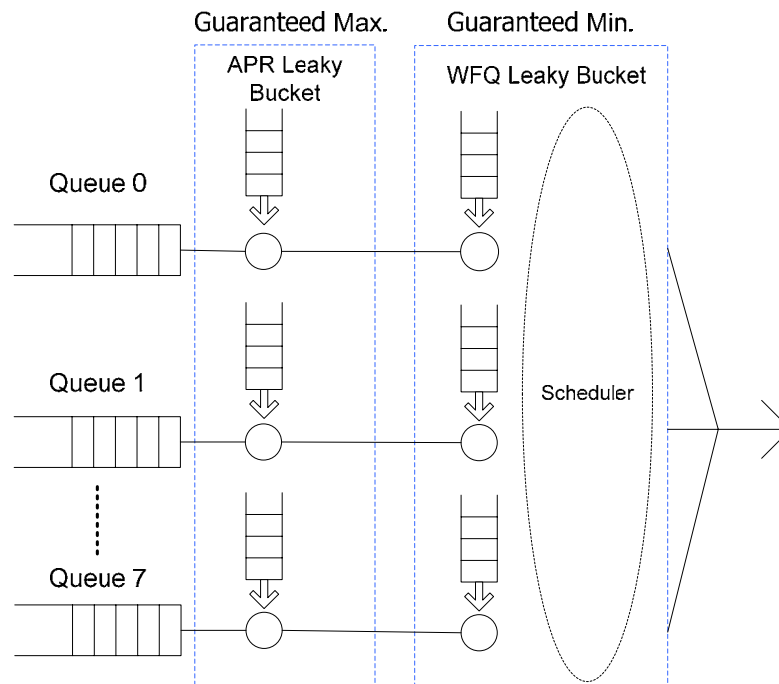 Guaranteed Max.
Guaranteed Min.
APR Leaky
Bucket
WFQ Leaky Bucket
Queue 0
Queue 1
Scheduler
Queue 7